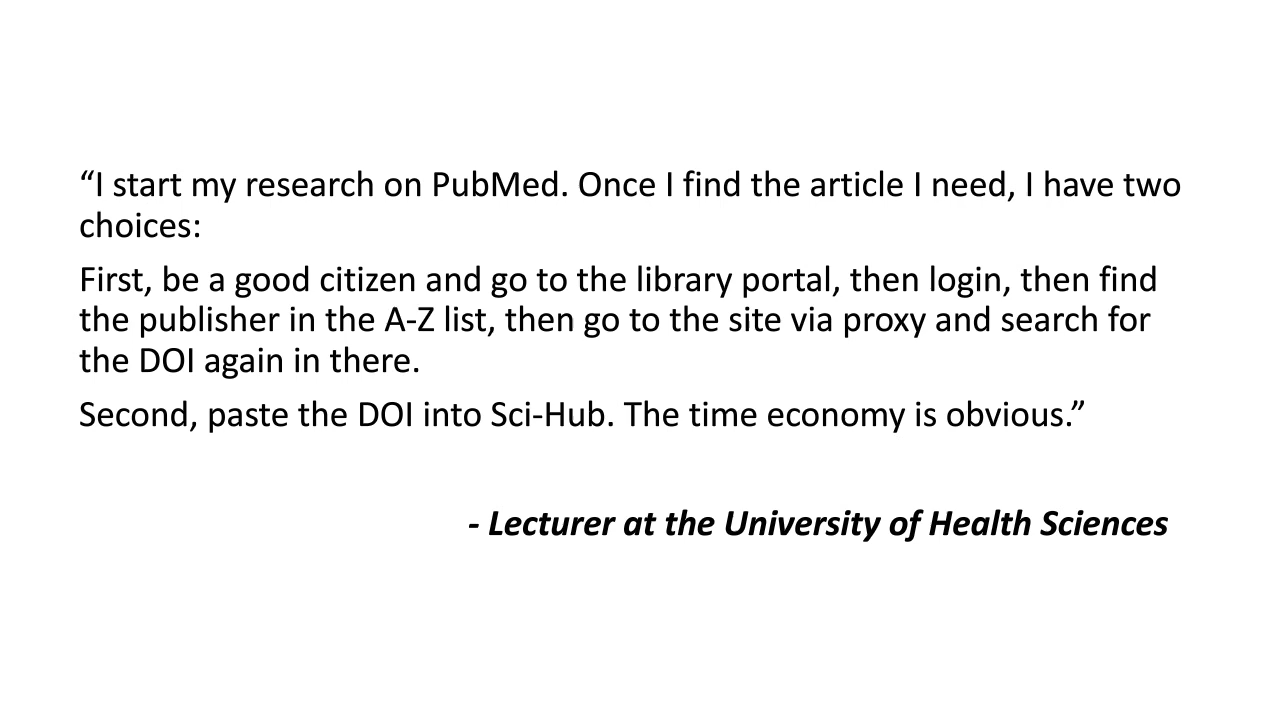 “I start my research on PubMed. Once I find the article I need, I have two
choices:
First, be a good citizen and go to the library portal, then login, then find
the publisher in the A-Z list, then go to the site via proxy and search for
the DOI again in there.
Second, paste the DOI into Sci-Hub. The time economy is obvious.”
- Lecturer at the University of Health Sciences